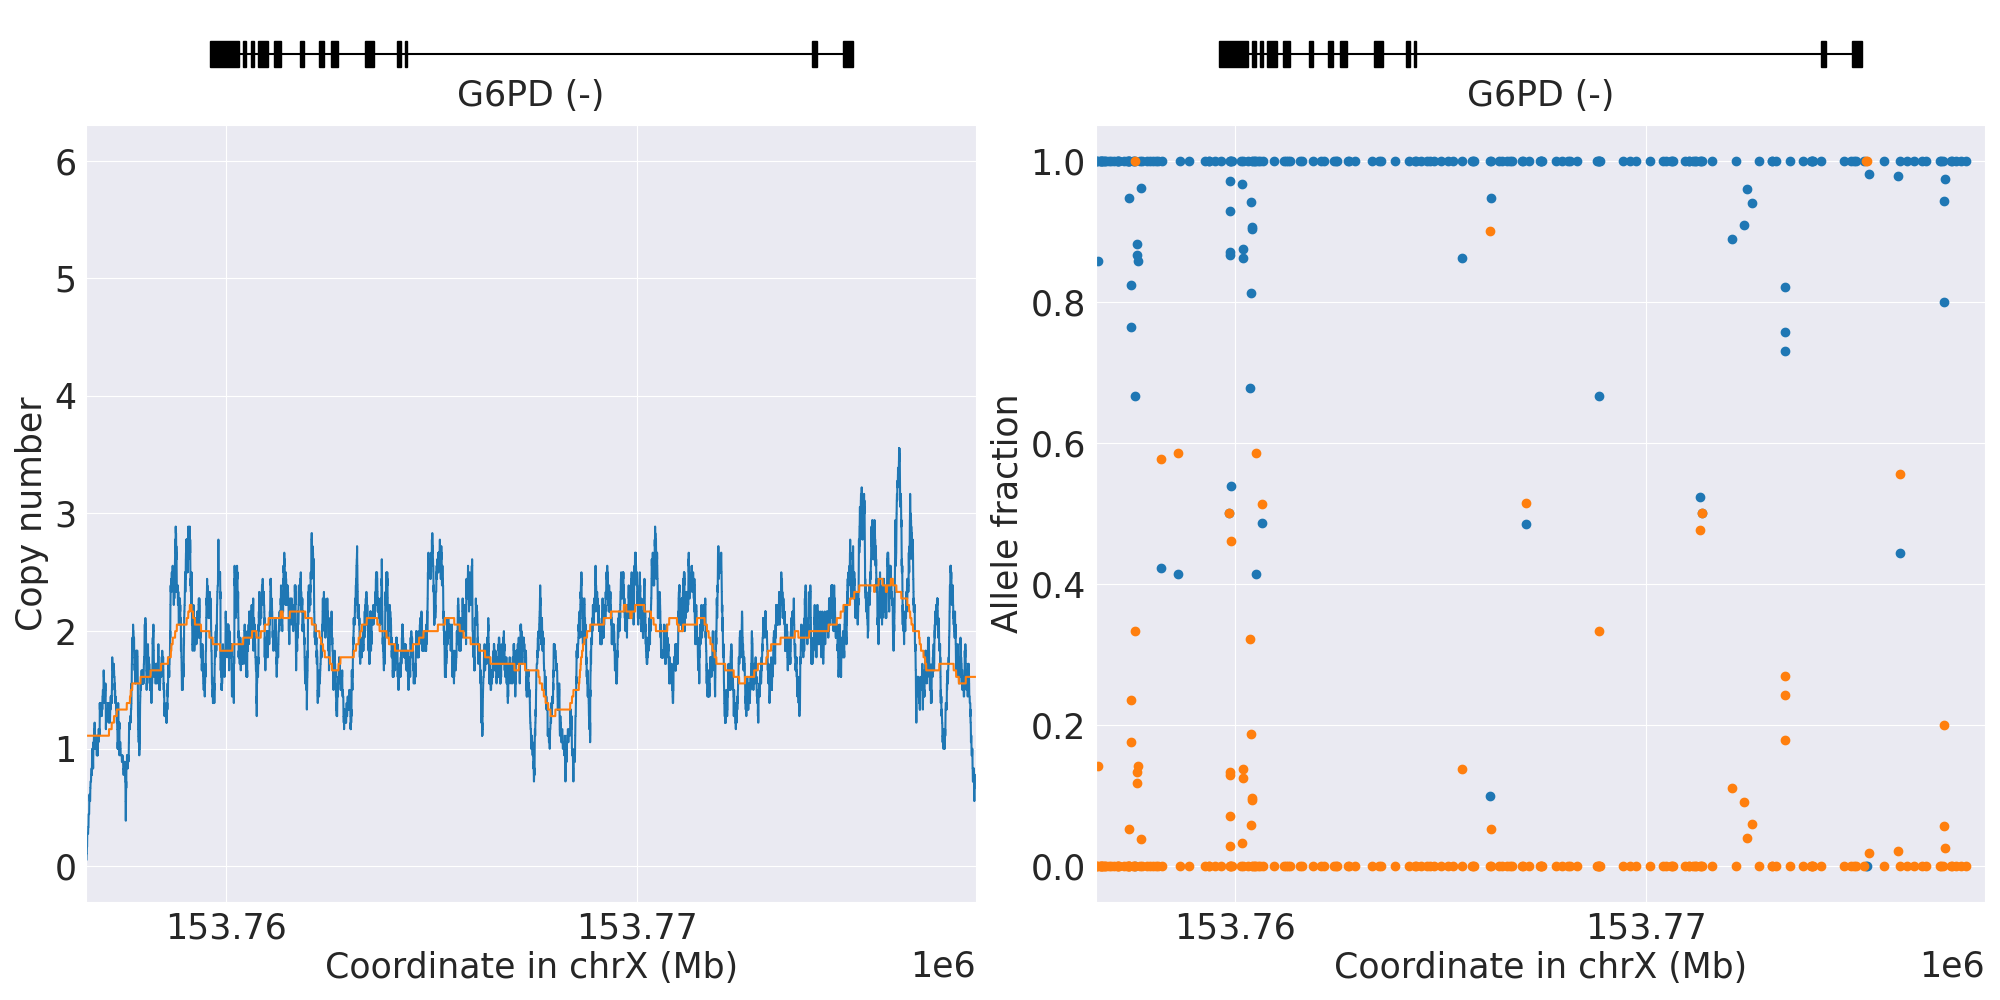 G6PD (-)
6
5
4
3
2
1
0
Copy number
153.76
153.77
Coordinate in chrX (Mb)
1e6
G6PD (-)
1.0
0.8
0.6
0.4
0.2
0.0
Allele fraction
153.76
153.77
Coordinate in chrX (Mb)
1e6